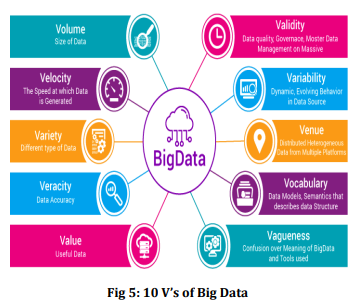 Volume
Size of Data
Velocity
The Speed at which Data
is Generated
Variety
Different type of Data
Veracity
Data Accuracy
Value
Useful Data
BigData
Validity
Data quality, Governace, Moster Data
Management on Massive
Variability
Dynamic, Evolving Behavior
in Data Source
Venue
Distributed Heterogeneous
Data from Multiple Platforms
Vocabulary
Data Models, Semantics that
describes data Structure
Vagueness
Confusion over Meaning of BigData
and Tools used
Fig 5: 10 V's of Big Data